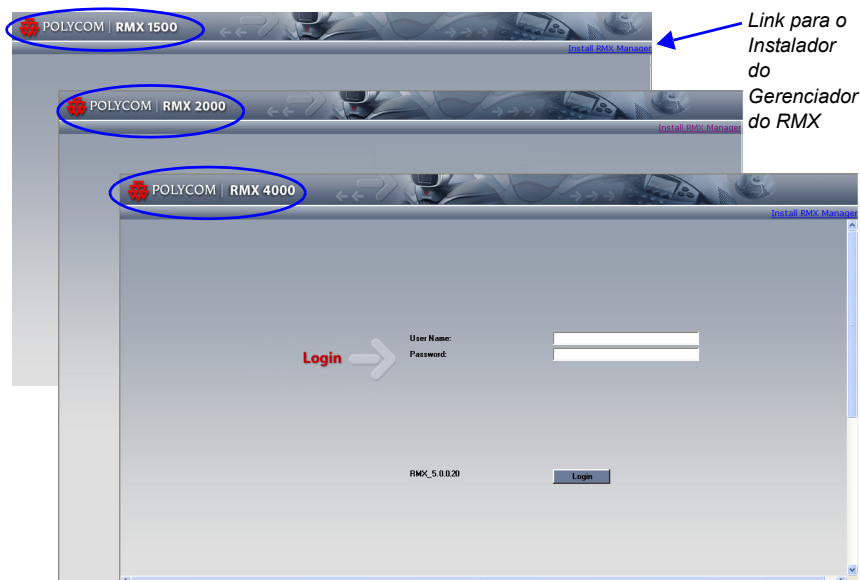 POLYCOM | RMX 1500
Install RMX Manager
Link para o
Instalador
do
Gerenciador
do RMX
POLYCOM | RMX 2000
Install RMX Manager
POLYCOM | RMX 4000
Install RMX Manager
User Name:
Login
Password:
RMX_5.0.0.20
Login